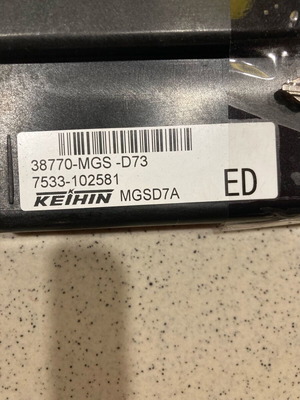 38770-MGS -D73
7533-102581
KEIHIN MGSD7A
ED